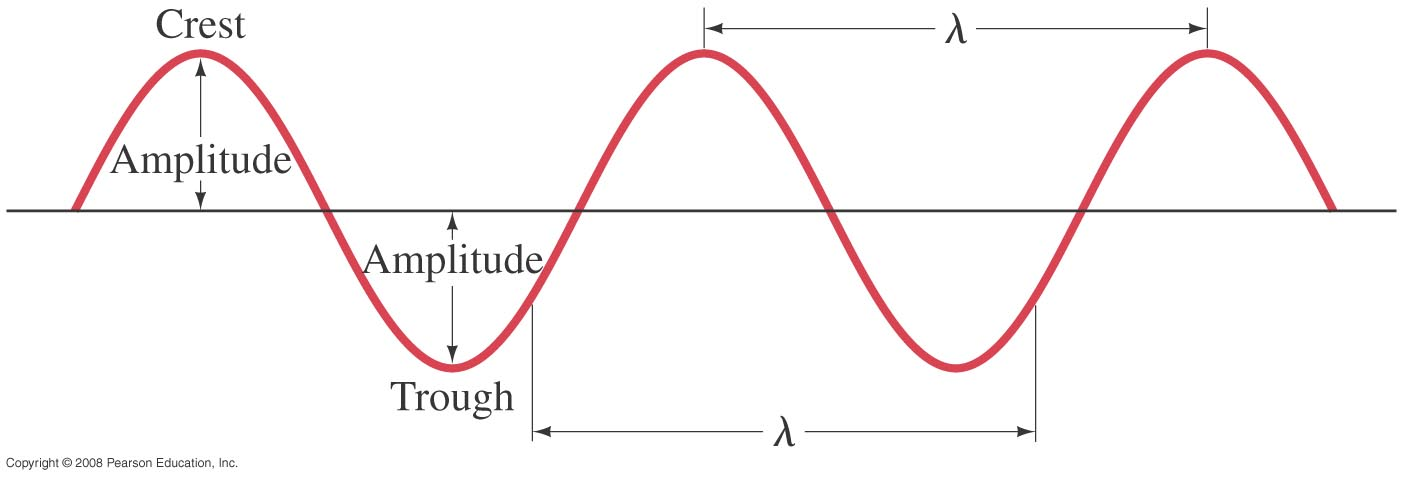 Crest
λ
Amplitude
Amplitude
Trough
λ
Copyright © 2008 Pearson Education, Inc.